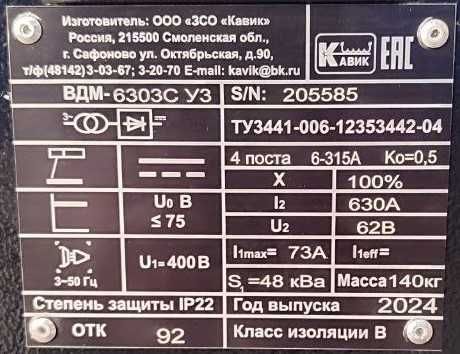 Изготовитель: ООО «ЗСО «Кавик»
Россия, 215500 Смоленская обл.,
г. Сафоново ул. Октябрьская, д.90,
т/ф(48142)3-03-67; 3-20-70 E-mail: kavik@bk.ru
КАВИК ЕАС
ВДМ-6303С У3 S/N: 205585
3~ ТУ3441-006-12353442-04
4 поста 6-315А Ko=0,5
X 100%
U₀ В ≤ 75 I₂ 630А
U₂ 62В
3~50 Гц U₁=400В I₁max= 73А I₁eff=
S₁=48 кВа Масса140кг
Степень защиты IP22 Год выпуска 2024
ОТК 92 Класс изоляции В